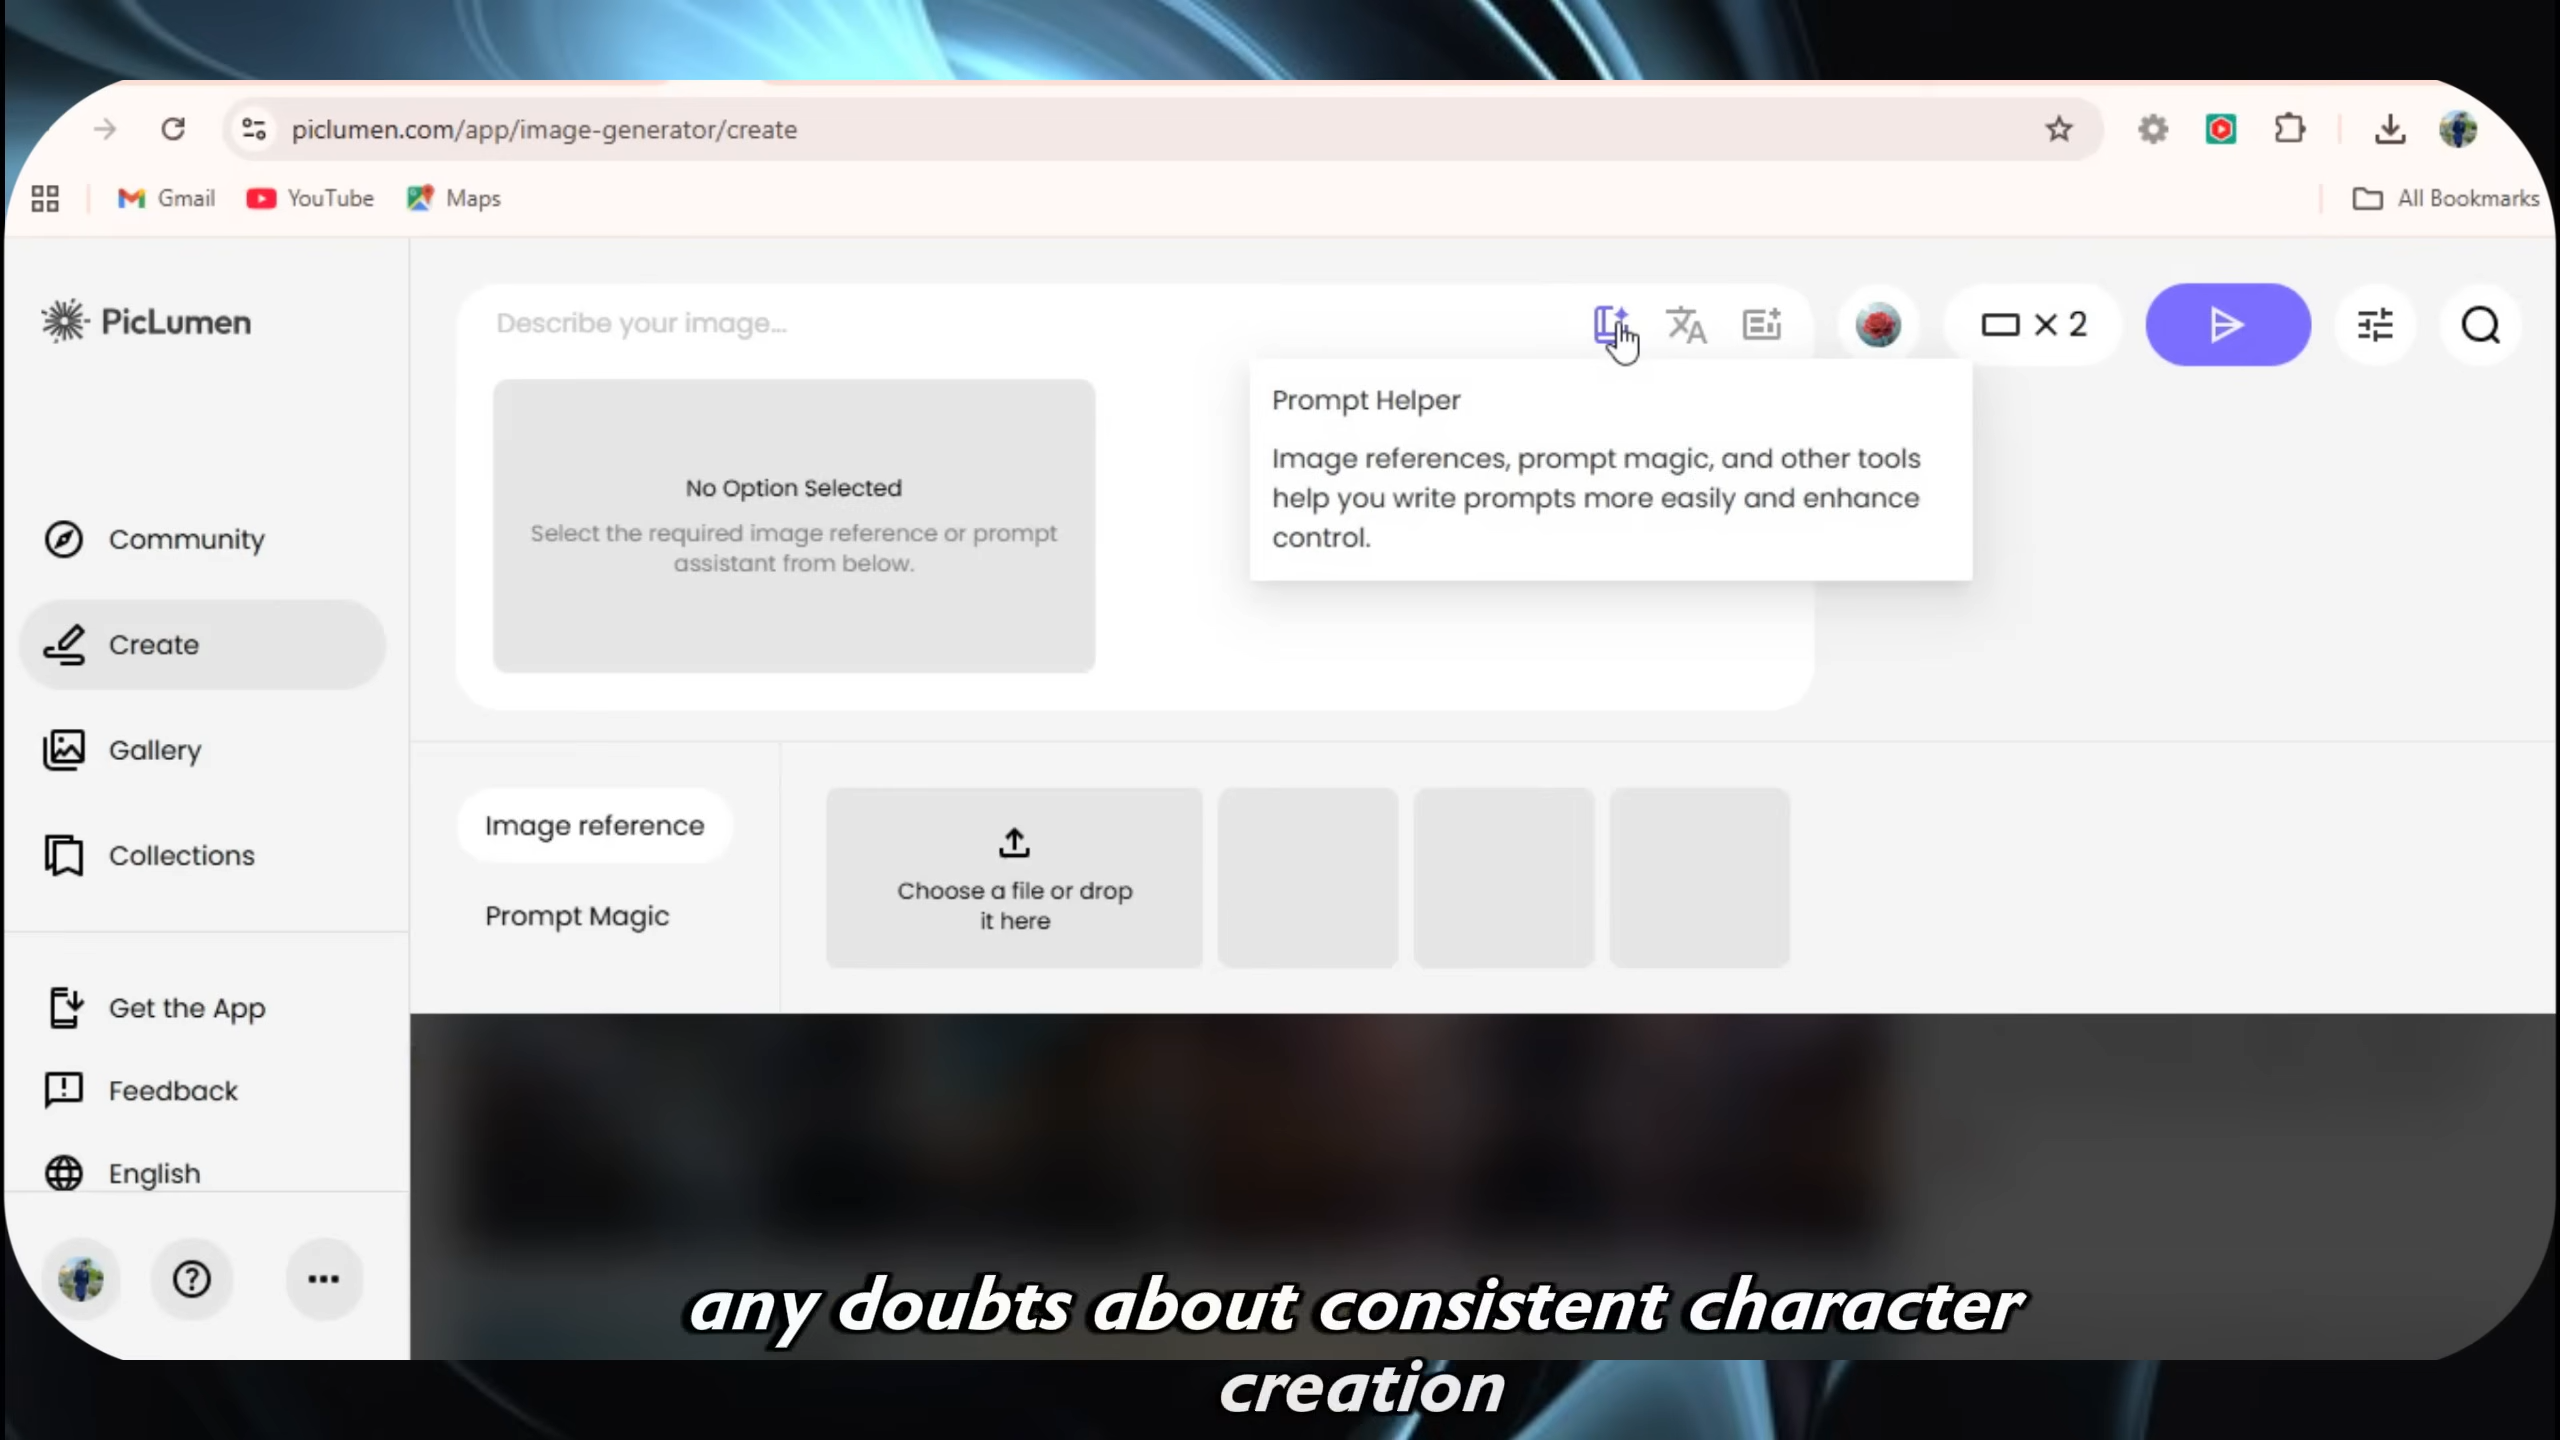 piclumen.com/app/image-generator/create
Gmail
YouTube
Maps
All Bookmarks
PicLumen
Describe your image...
× 2
Prompt Helper
Image references, prompt magic, and other tools
help you write prompts more easily and enhance
control.
No Option Selected
Select the required image reference or prompt
assistant from below.
Community
Create
Gallery
Collections
Image reference
Prompt Magic
Choose a file or drop
it here
Get the App
Feedback
English
any doubts about consistent character
creation